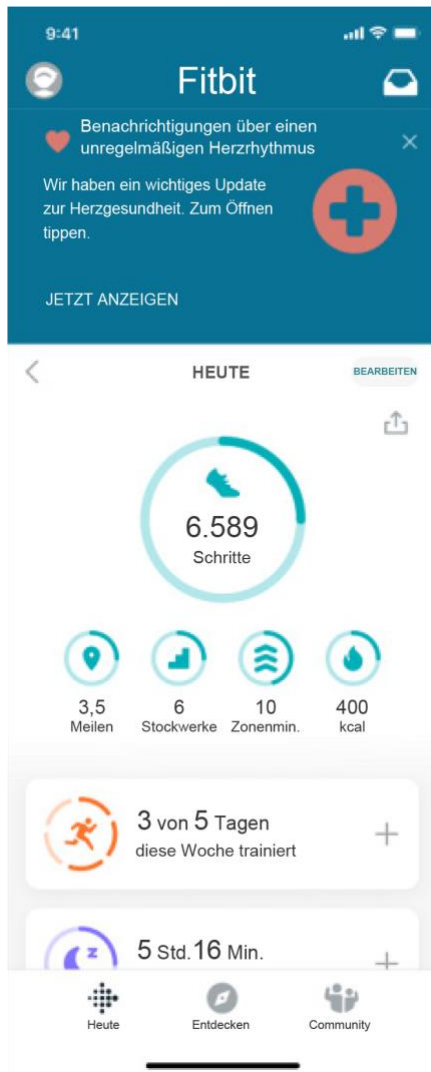 9:41
Fitbit
Benachrichtigungen über einen
unregelmäßigen Herzrhythmus
Wir haben ein wichtiges Update
zur Herzgesundheit. Zum Öffnen
tippen.
JETZT ANZEIGEN
HEUTE
BEARBEITEN
6.589
Schritte
3,5 6 10 400
Meilen Stockwerke Zonenmin. kcal
3 von 5 Tagen
diese Woche trainiert
z
5 Std.16 Min.
Heute Entdecken Community